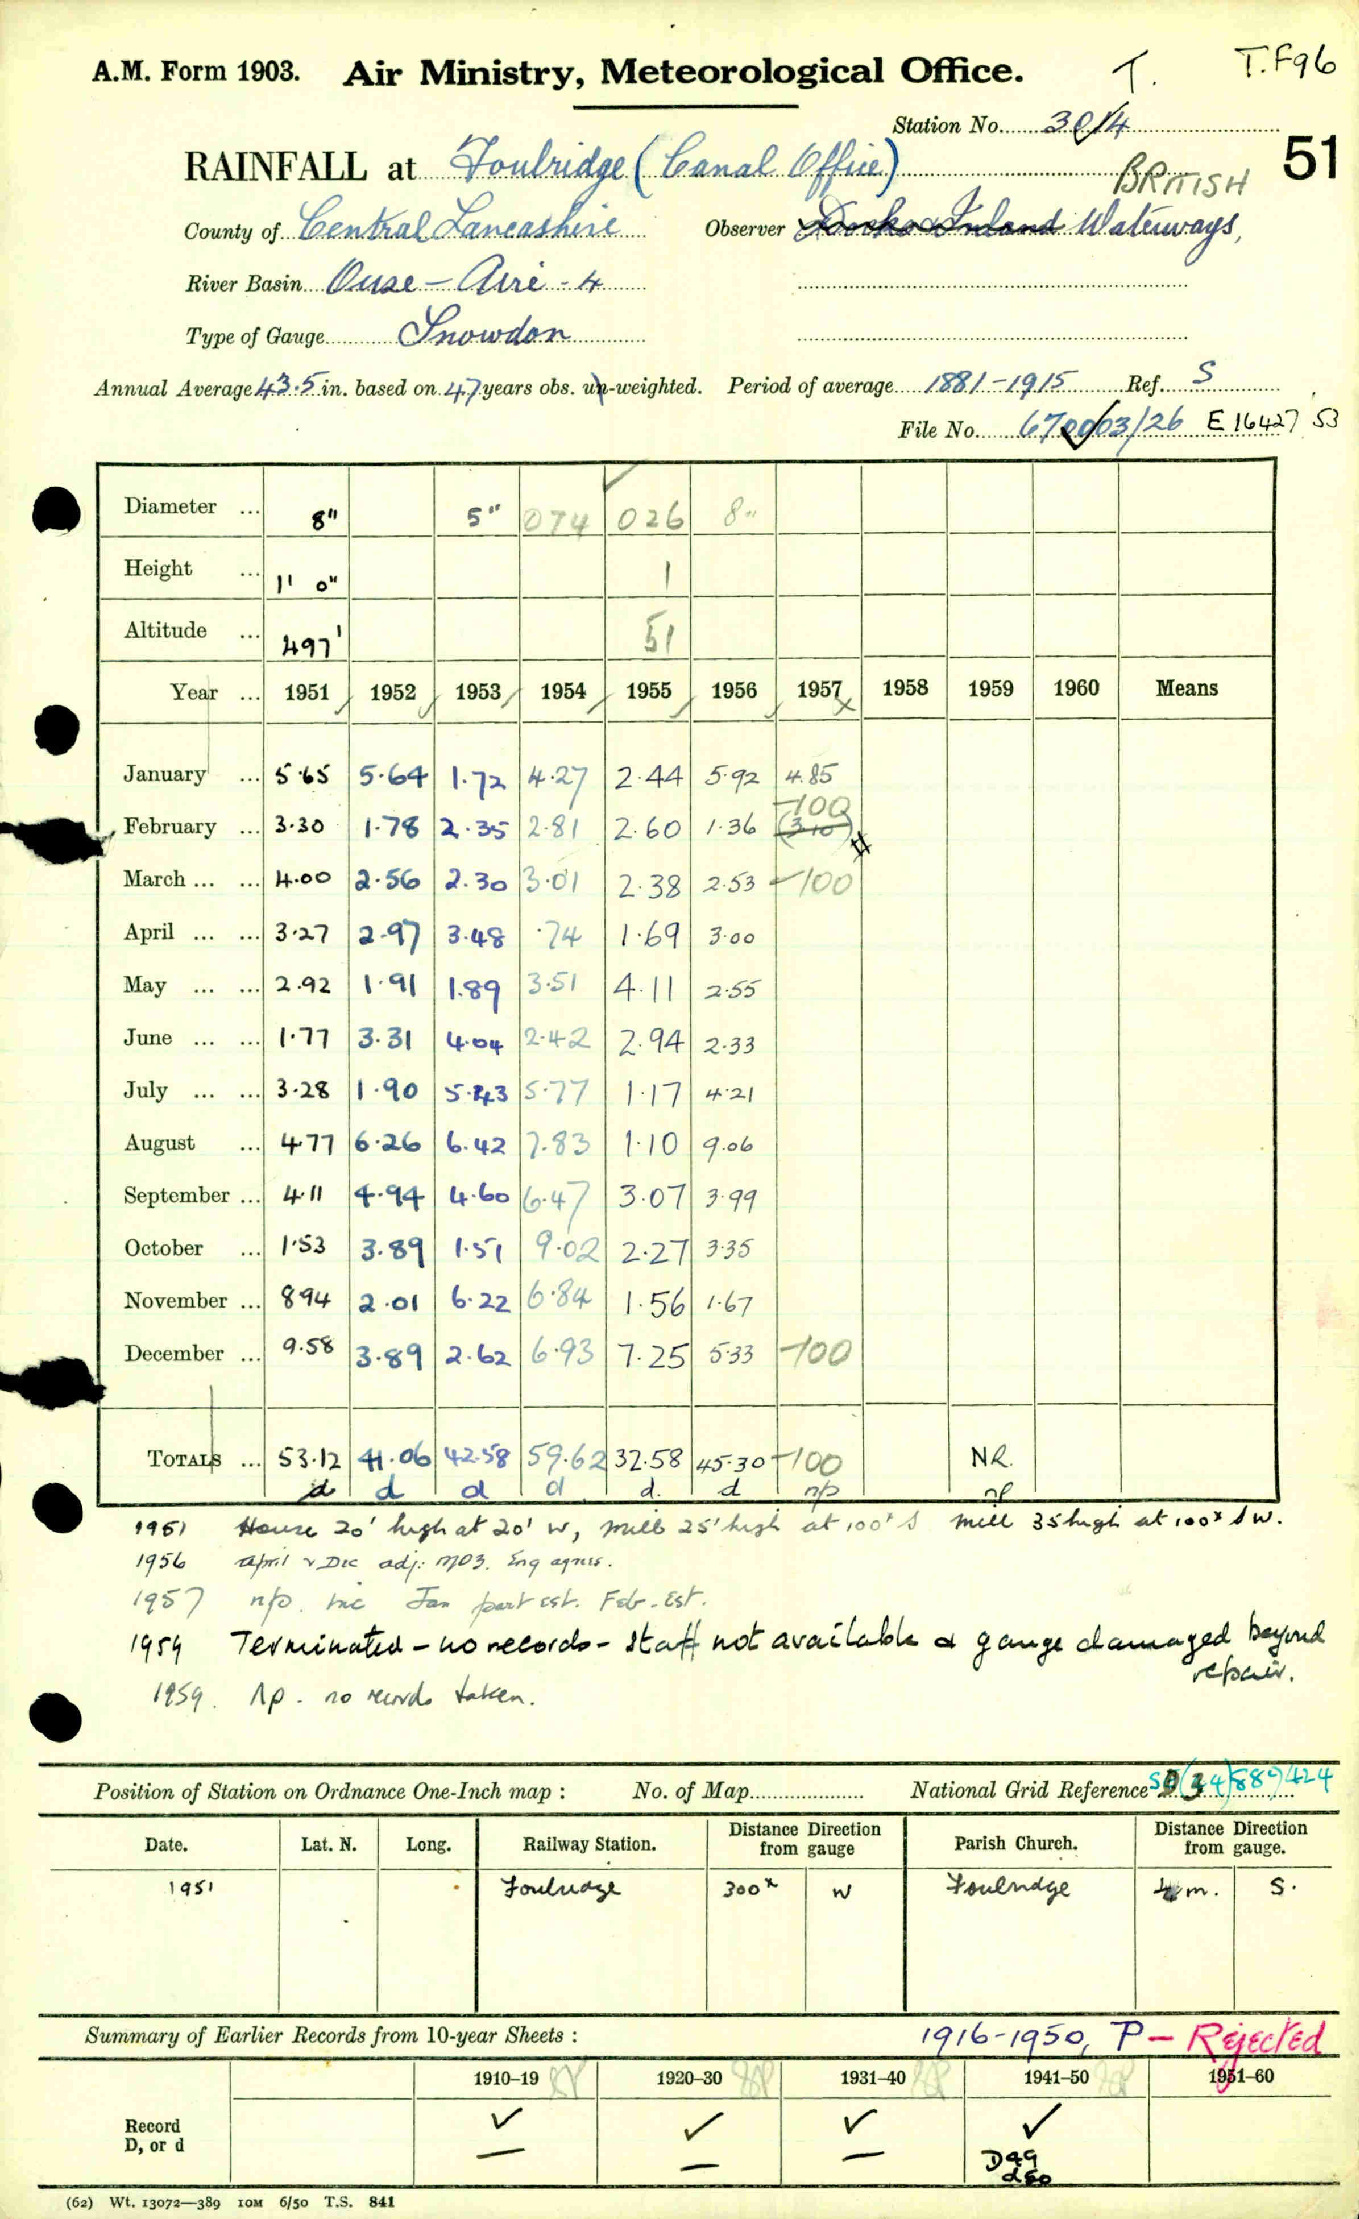 A.M. Form 1903. Air Ministry, Meteorological Office. T. T.F96
Station No. 3014
51
RAINFALL at Foulridge (Canal Office)
BRITISH
County of Central Lancashire Observer Docks & Inland Waterways,
River Basin Ouse - Aire - 4
Type of Gauge Snowdon
Annual Average 43.5 in. based on 47 years obs. un-weighted. Period of average 1881-1915 Ref. S
File No. 670003/26 E 16427 53
Diameter ... 8" 5" 074 026 8"
Height ... 1' 0" 1
Altitude ... 497' 51
Year ... 1951 1952 1953 1954 1955 1956 1957 1958 1959 1960 Means
January ... 5.65 5.64 1.72 4.27 2.44 5.92 4.85
February ... 3.30 1.78 2.35 2.81 2.60 1.36 -100 (3.10) #
March ... ... 4.00 2.56 2.30 3.01 2.38 2.53 -100
April ... ... 3.27 2.97 3.48 .74 1.69 3.00
May ... ... 2.92 1.91 1.89 3.51 4.11 2.55
June ... ... 1.77 3.31 4.04 2.42 2.94 2.33
July ... ... 3.28 1.90 5.43 5.77 1.17 4.21
August ... 4.77 6.26 6.42 7.83 1.10 9.06
September ... 4.11 4.94 4.60 6.47 3.07 3.99
October ... 1.53 3.89 1.51 9.02 2.27 3.35
November ... 8.94 2.01 6.22 6.84 1.56 1.67
December ... 9.58 3.89 2.62 6.93 7.25 5.33 -100
TOTALS ... 53.12 41.06 42.58 59.62 32.58 45.30 -100 NR.
d d d d d. d np np
1951 House 20' high at 20' W, mill 25' high at 100' S mill 35 high at 100x SW.
1956 April & Dec adj: MO3. Eng agrees.
1957 n/p. inc Jan part est. Feb. Est.
1959 Terminated - no records - staff not available & gauge damaged beyond
repair.
1959. np - no records taken.
Position of Station on Ordnance One-Inch map : No. of Map National Grid Reference (34) 889424
Date. Lat. N. Long. Railway Station. Distance from Direction gauge Parish Church. Distance from Direction gauge.
1951 Foulridge 300x W Foulridge m. S.
Summary of Earlier Records from 10-year Sheets : 1916-1950, P - Rejected
1910-19 1920-30 1931-40 1941-50 1951-60
Record ✓ ✓ ✓ ✓
D, or d — — — D49
d50
(62) Wt. 13072—389 10M 6/50 T.S. 841